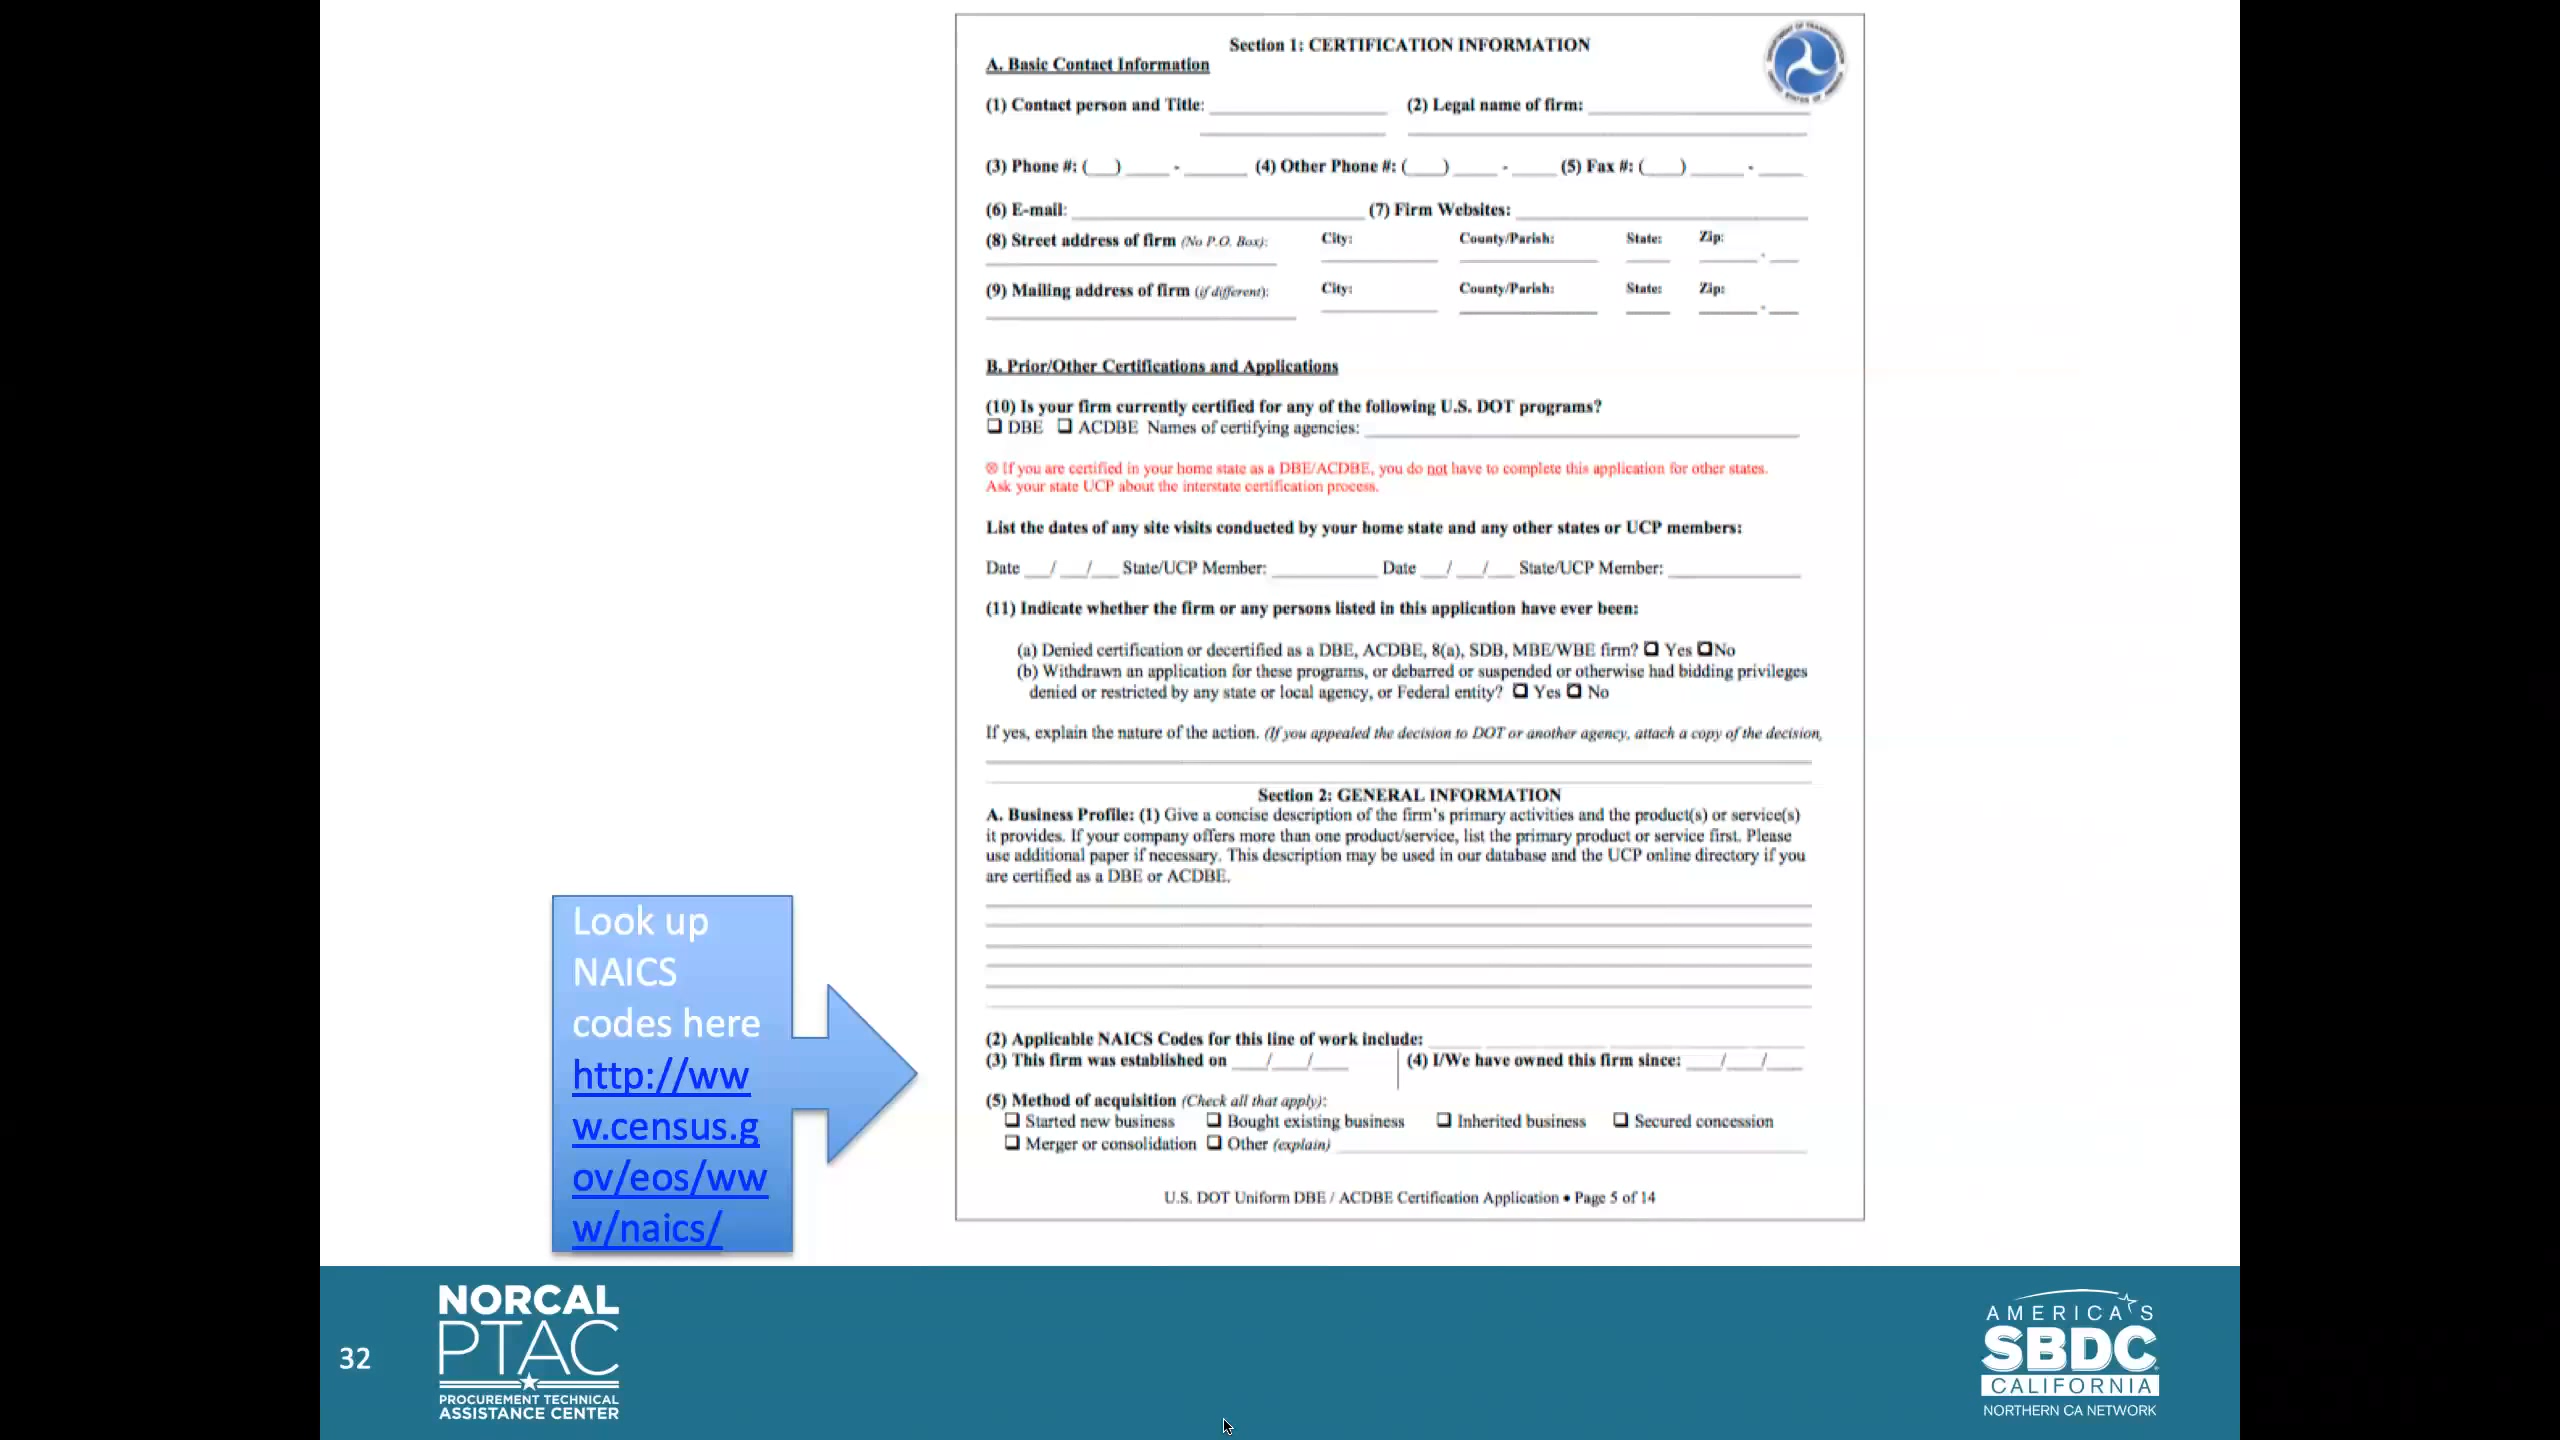 Section 1: CERTIFICATION INFORMATION
A. Basic Contact Information
(1) Contact person and Title: (2) Legal name of firm:
(3) Phone #: ( ) - (4) Other Phone #: ( ) - (5) Fax #: ( ) -
(6) E-mail: (7) Firm Websites:
(8) Street address of firm (No P.O. Box): City: County/Parish: State: Zip: -
(9) Mailing address of firm (if different): City: County/Parish: State: Zip: -
B. Prior/Other Certifications and Applications
(10) Is your firm currently certified for any of the following U.S. DOT programs?
❑ DBE ❑ ACDBE Names of certifying agencies:
⊗ If you are certified in your home state as a DBE/ACDBE, you do not have to complete this application for other states.
Ask your state UCP about the interstate certification process.
List the dates of any site visits conducted by your home state and any other states or UCP members:
Date / / State/UCP Member: Date / / State/UCP Member:
(11) Indicate whether the firm or any persons listed in this application have ever been:
(a) Denied certification or decertified as a DBE, ACDBE, 8(a), SDB, MBE/WBE firm? ❑ Yes ❑No
(b) Withdrawn an application for these programs, or debarred or suspended or otherwise had bidding privileges
denied or restricted by any state or local agency, or Federal entity? ❑ Yes ❑ No
If yes, explain the nature of the action. (If you appealed the decision to DOT or another agency, attach a copy of the decision,
Section 2: GENERAL INFORMATION
A. Business Profile: (1) Give a concise description of the firm's primary activities and the product(s) or service(s)
it provides. If your company offers more than one product/service, list the primary product or service first. Please
use additional paper if necessary. This description may be used in our database and the UCP online directory if you
are certified as a DBE or ACDBE.
(2) Applicable NAICS Codes for this line of work include:
(3) This firm was established on / / (4) I/We have owned this firm since: / /
(5) Method of acquisition (Check all that apply):
❑ Started new business ❑ Bought existing business ❑ Inherited business ❑ Secured concession
❑ Merger or consolidation ❑ Other (explain)
U.S. DOT Uniform DBE / ACDBE Certification Application • Page 5 of 14
Look up
NAICS
codes here
http://ww
w.census.g
ov/eos/ww
w/naics/
32
NORCAL
PTAC
PROCUREMENT TECHNICAL
ASSISTANCE CENTER
AMERICA'S
SBDC
CALIFORNIA
NORTHERN CA NETWORK